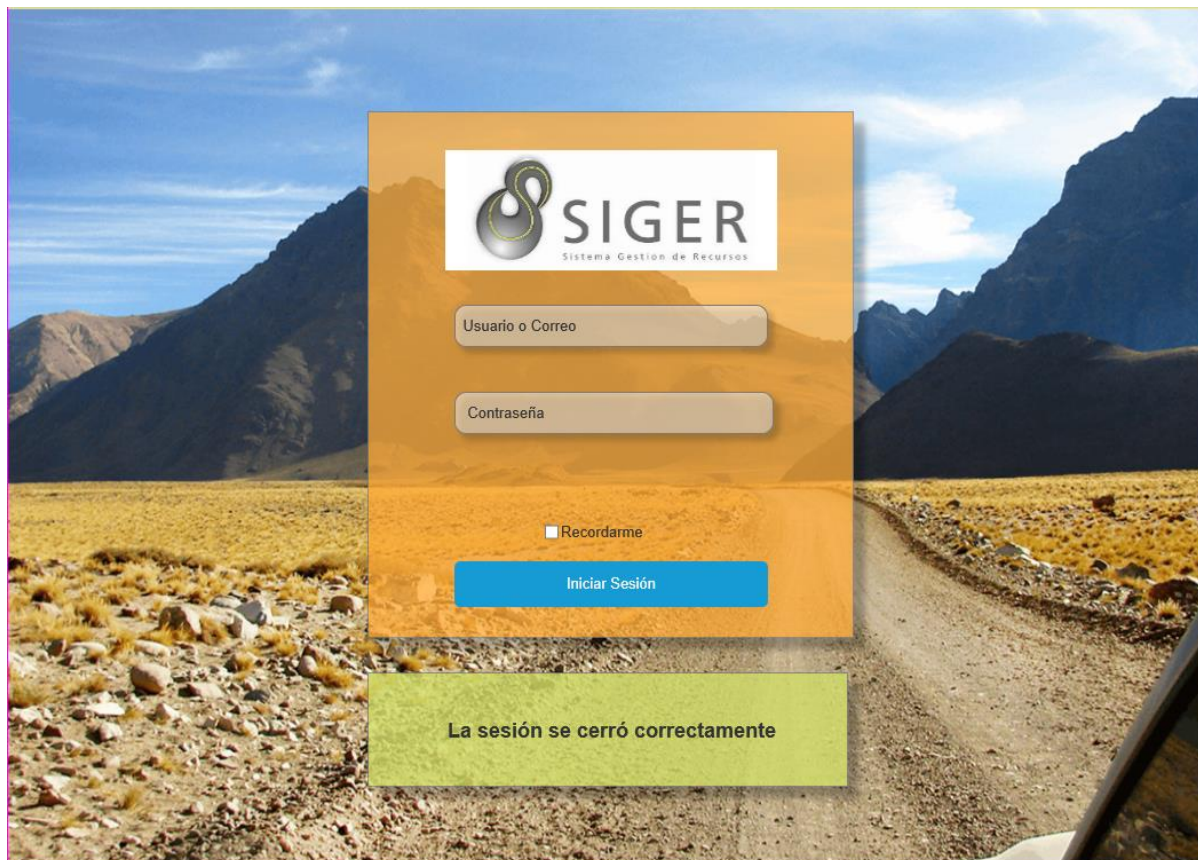 SIGER
Sistema Gestion de Recursos
Usuario o Correo
Contraseña
Recordarme
Iniciar Sesión
La sesión se cerró correctamente